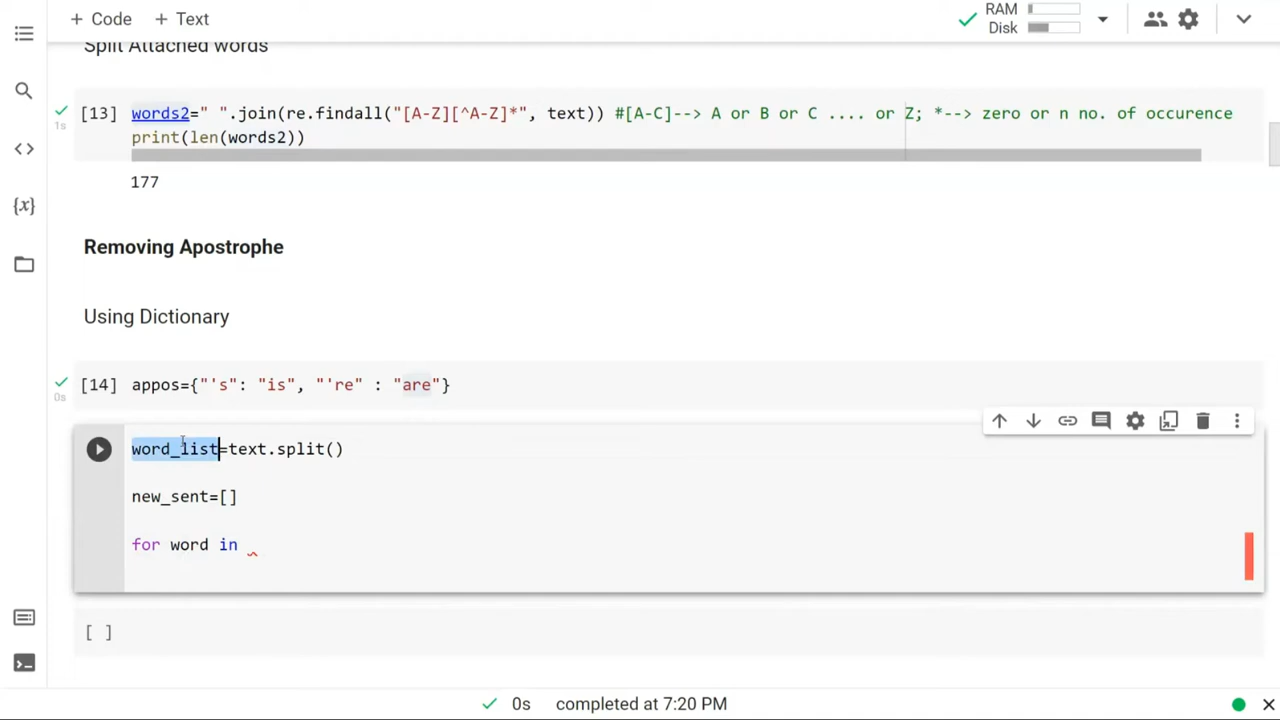 + Code + Text
RAM
Disk
Split Attached words
[13] words2=" ".join(re.findall("[A-Z][^A-Z]*", text)) #[A-C]--> A or B or C .... or Z; *--> zero or n no. of occurence
1s
print(len(words2))
177
Removing Apostrophe
Using Dictionary
[14] appos={"'s": "is", "'re" : "are"}
0s
word_list=text.split()
new_sent=[]
for word in
[ ]
0s completed at 7:20 PM